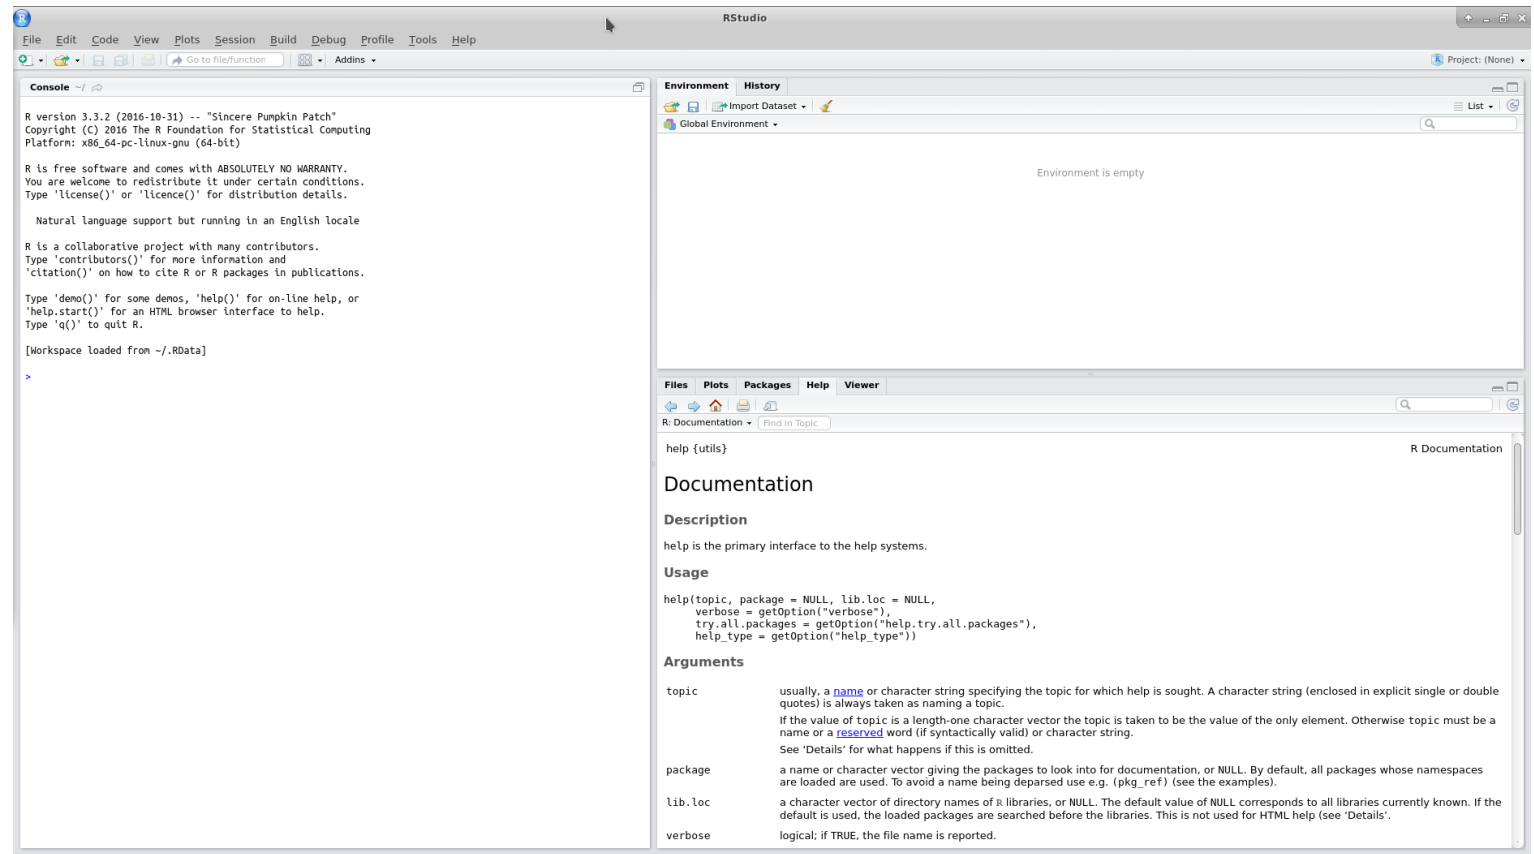 RStudio
File Edit Code View Plots Session Build Debug Profile Tools Help
Go to file/function Addins Project: (None)
Console ~/
R version 3.3.2 (2016-10-31) -- "Sincere Pumpkin Patch"
Copyright (C) 2016 The R Foundation for Statistical Computing
Platform: x86_64-pc-linux-gnu (64-bit)
R is free software and comes with ABSOLUTELY NO WARRANTY.
You are welcome to redistribute it under certain conditions.
Type 'license()' or 'licence()' for distribution details.
Natural language support but running in an English locale
R is a collaborative project with many contributors.
Type 'contributors()' for more information and
'citation()' on how to cite R or R packages in publications.
Type 'demo()' for some demos, 'help()' for on-line help, or
'help.start()' for an HTML browser interface to help.
Type 'q()' to quit R.
[Workspace loaded from ~/.RData]
>
Environment History
Import Dataset List
Global Environment
Environment is empty
Files Plots Packages Help Viewer
R: Documentation Find in Topic
help {utils} R Documentation
Documentation
Description
help is the primary interface to the help systems.
Usage
help(topic, package = NULL, lib.loc = NULL,
verbose = getOption("verbose"),
try.all.packages = getOption("help.try.all.packages"),
help_type = getOption("help_type"))
Arguments
topic usually, a name or character string specifying the topic for which help is sought. A character string (enclosed in explicit single or double
quotes) is always taken as naming a topic.
If the value of topic is a length-one character vector the topic is taken to be the value of the only element. Otherwise topic must be a
name or a reserved word (if syntactically valid) or character string.
See ‘Details’ for what happens if this is omitted.
package a name or character vector giving the packages to look into for documentation, or NULL. By default, all packages whose namespaces
are loaded are used. To avoid a name being deparsed use e.g. (pkg_ref) (see the examples).
lib.loc a character vector of directory names of R libraries, or NULL. The default value of NULL corresponds to all libraries currently known. If the
default is used, the loaded packages are searched before the libraries. This is not used for HTML help (see ‘Details’.
verbose logical; if TRUE, the file name is reported.